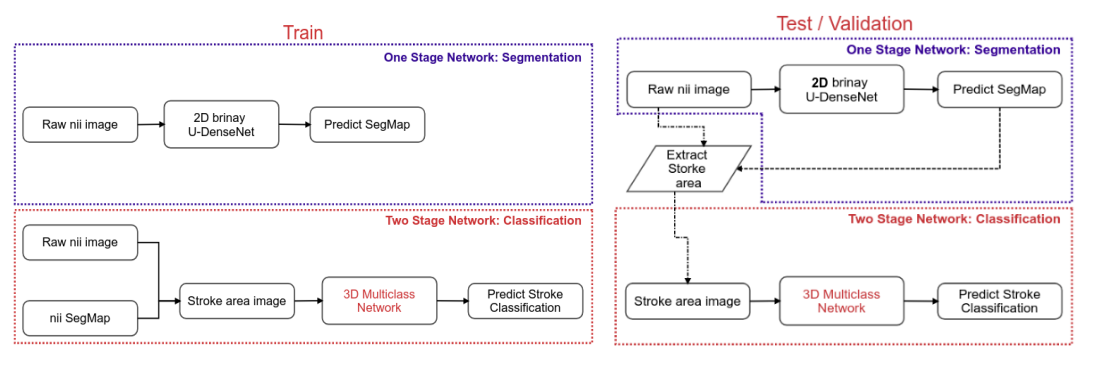 Train
One Stage Network: Segmentation
Raw nii image
2D brinay
U-DenseNet
Predict SegMap
Two Stage Network: Classification
Raw nii image
nii SegMap
Stroke area image
3D Multiclass
Network
Predict Stroke
Classification
Test / Validation
One Stage Network: Segmentation
Raw nii image
2D brinay
U-DenseNet
Predict SegMap
Extract
Storke
area
Two Stage Network: Classification
Stroke area image
3D Multiclass
Network
Predict Stroke
Classification